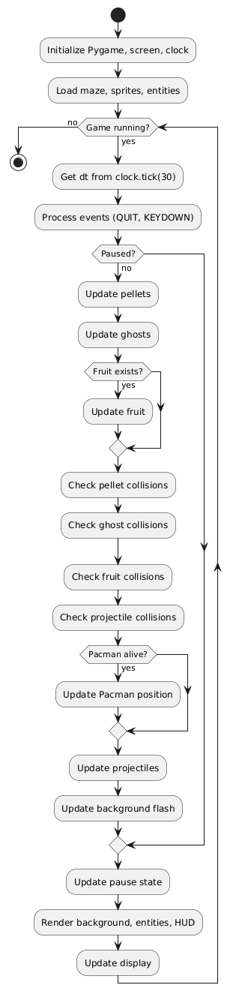 Initialize Pygame, screen, clock
Load maze, sprites, entities
no
Game running?
yes
Get dt from clock.tick(30)
Process events (QUIT, KEYDOWN)
Paused?
no
Update pellets
Update ghosts
Fruit exists?
yes
Update fruit
Check pellet collisions
Check ghost collisions
Check fruit collisions
Check projectile collisions
Pacman alive?
yes
Update Pacman position
Update projectiles
Update background flash
Update pause state
Render background, entities, HUD
Update display